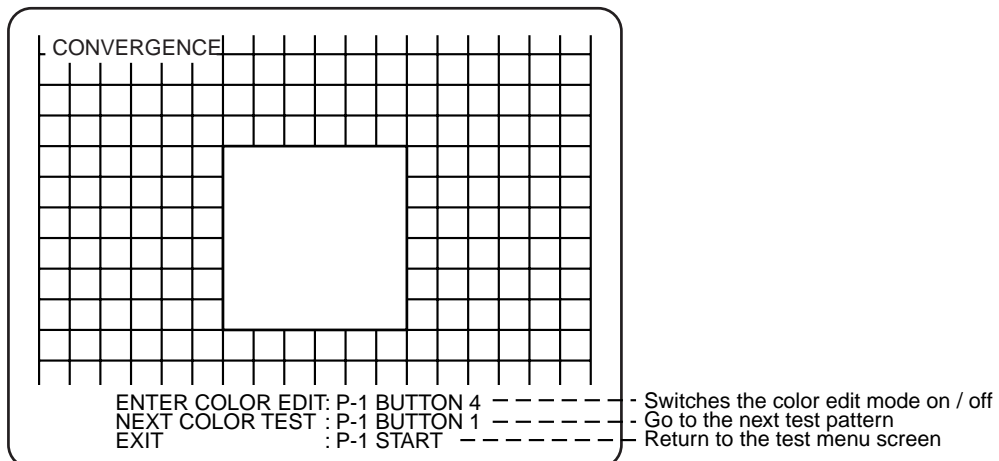 CONVERGENCE
ENTER COLOR EDIT: P-1 BUTTON 4 Switches the color edit mode on / off
NEXT COLOR TEST : P-1 BUTTON 1 Go to the next test pattern
EXIT : P-1 START Return to the test menu screen